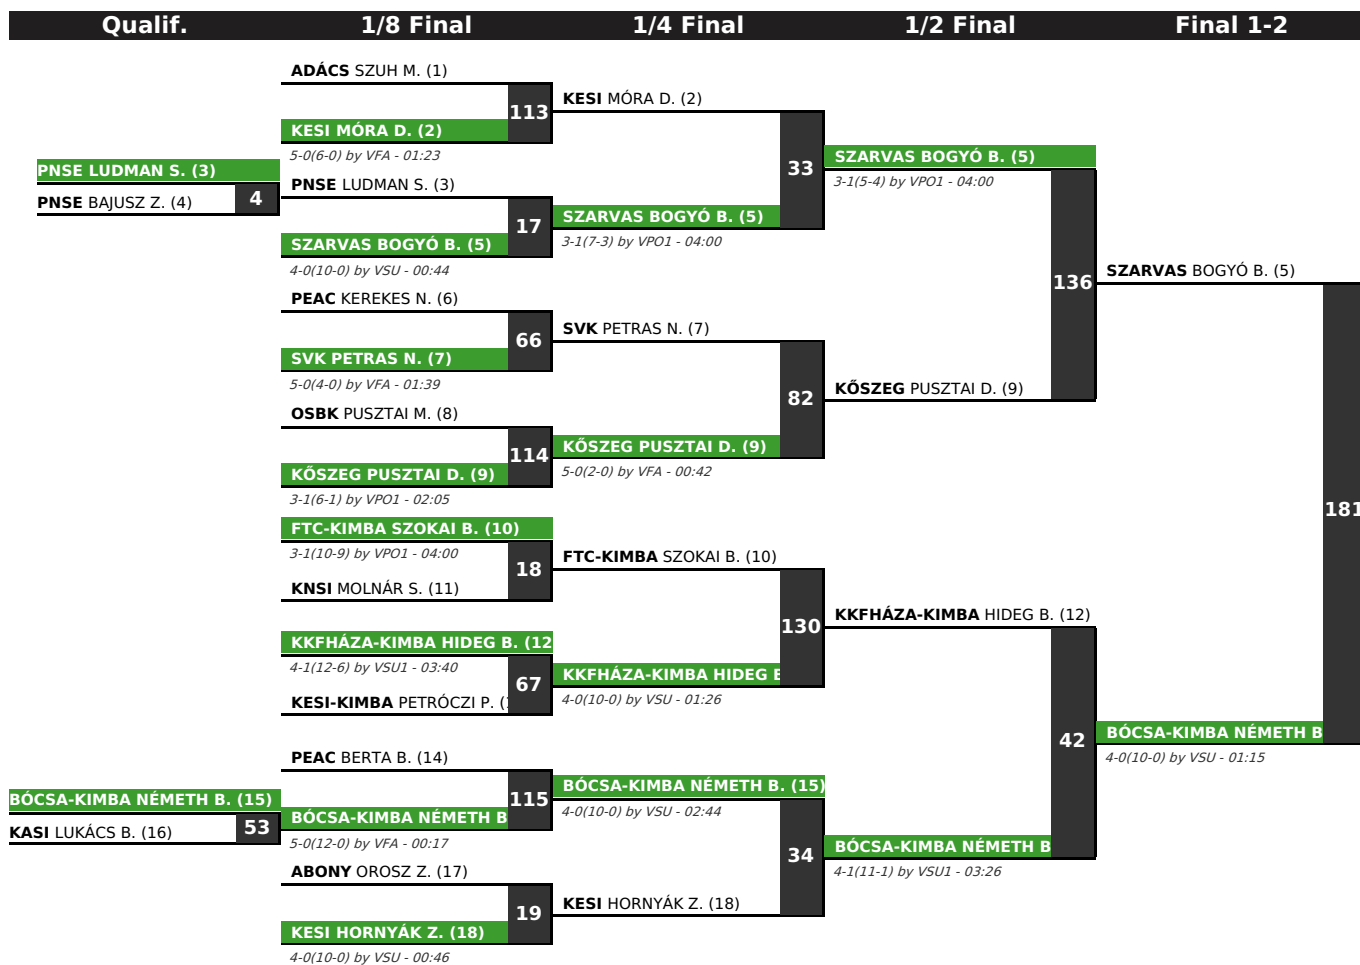 Qualif. 1/8 Final 1/4 Final 1/2 Final Final 1-2
PNSE LUDMAN S. (3)
PNSE BAJUSZ Z. (4)
4
BÓCSA-KIMBA NÉMETH B. (15)
KASI LUKÁCS B. (16)
53
ADÁCS SZUH M. (1)
113
KESI MÓRA D. (2)
5-0(6-0) by VFA - 01:23
PNSE LUDMAN S. (3)
17
SZARVAS BOGYÓ B. (5)
4-0(10-0) by VSU - 00:44
PEAC KEREKES N. (6)
66
SVK PETRAS N. (7)
5-0(4-0) by VFA - 01:39
OSBK PUSZTAI M. (8)
114
KŐSZEG PUSZTAI D. (9)
3-1(6-1) by VPO1 - 02:05
FTC-KIMBA SZOKAI B. (10)
3-1(10-9) by VPO1 - 04:00
18
KNSI MOLNÁR S. (11)
KKFHÁZA-KIMBA HIDEG B. (12
4-1(12-6) by VSU1 - 03:40
67
KESI-KIMBA PETRÓCZI P. (
PEAC BERTA B. (14)
115
BÓCSA-KIMBA NÉMETH B
5-0(12-0) by VFA - 00:17
ABONY OROSZ Z. (17)
19
KESI HORNYÁK Z. (18)
4-0(10-0) by VSU - 00:46
KESI MÓRA D. (2)
33
SZARVAS BOGYÓ B. (5)
3-1(7-3) by VPO1 - 04:00
SVK PETRAS N. (7)
82
KŐSZEG PUSZTAI D. (9)
5-0(2-0) by VFA - 00:42
FTC-KIMBA SZOKAI B. (10)
130
KKFHÁZA-KIMBA HIDEG
4-0(10-0) by VSU - 01:26
BÓCSA-KIMBA NÉMETH B. (15)
4-0(10-0) by VSU - 02:44
34
KESI HORNYÁK Z. (18)
SZARVAS BOGYÓ B. (5)
3-1(5-4) by VPO1 - 04:00
136
KŐSZEG PUSZTAI D. (9)
KKFHÁZA-KIMBA HIDEG B. (12)
42
BÓCSA-KIMBA NÉMETH B
4-1(11-1) by VSU1 - 03:26
SZARVAS BOGYÓ B. (5)
181
BÓCSA-KIMBA NÉMETH B
4-0(10-0) by VSU - 01:15